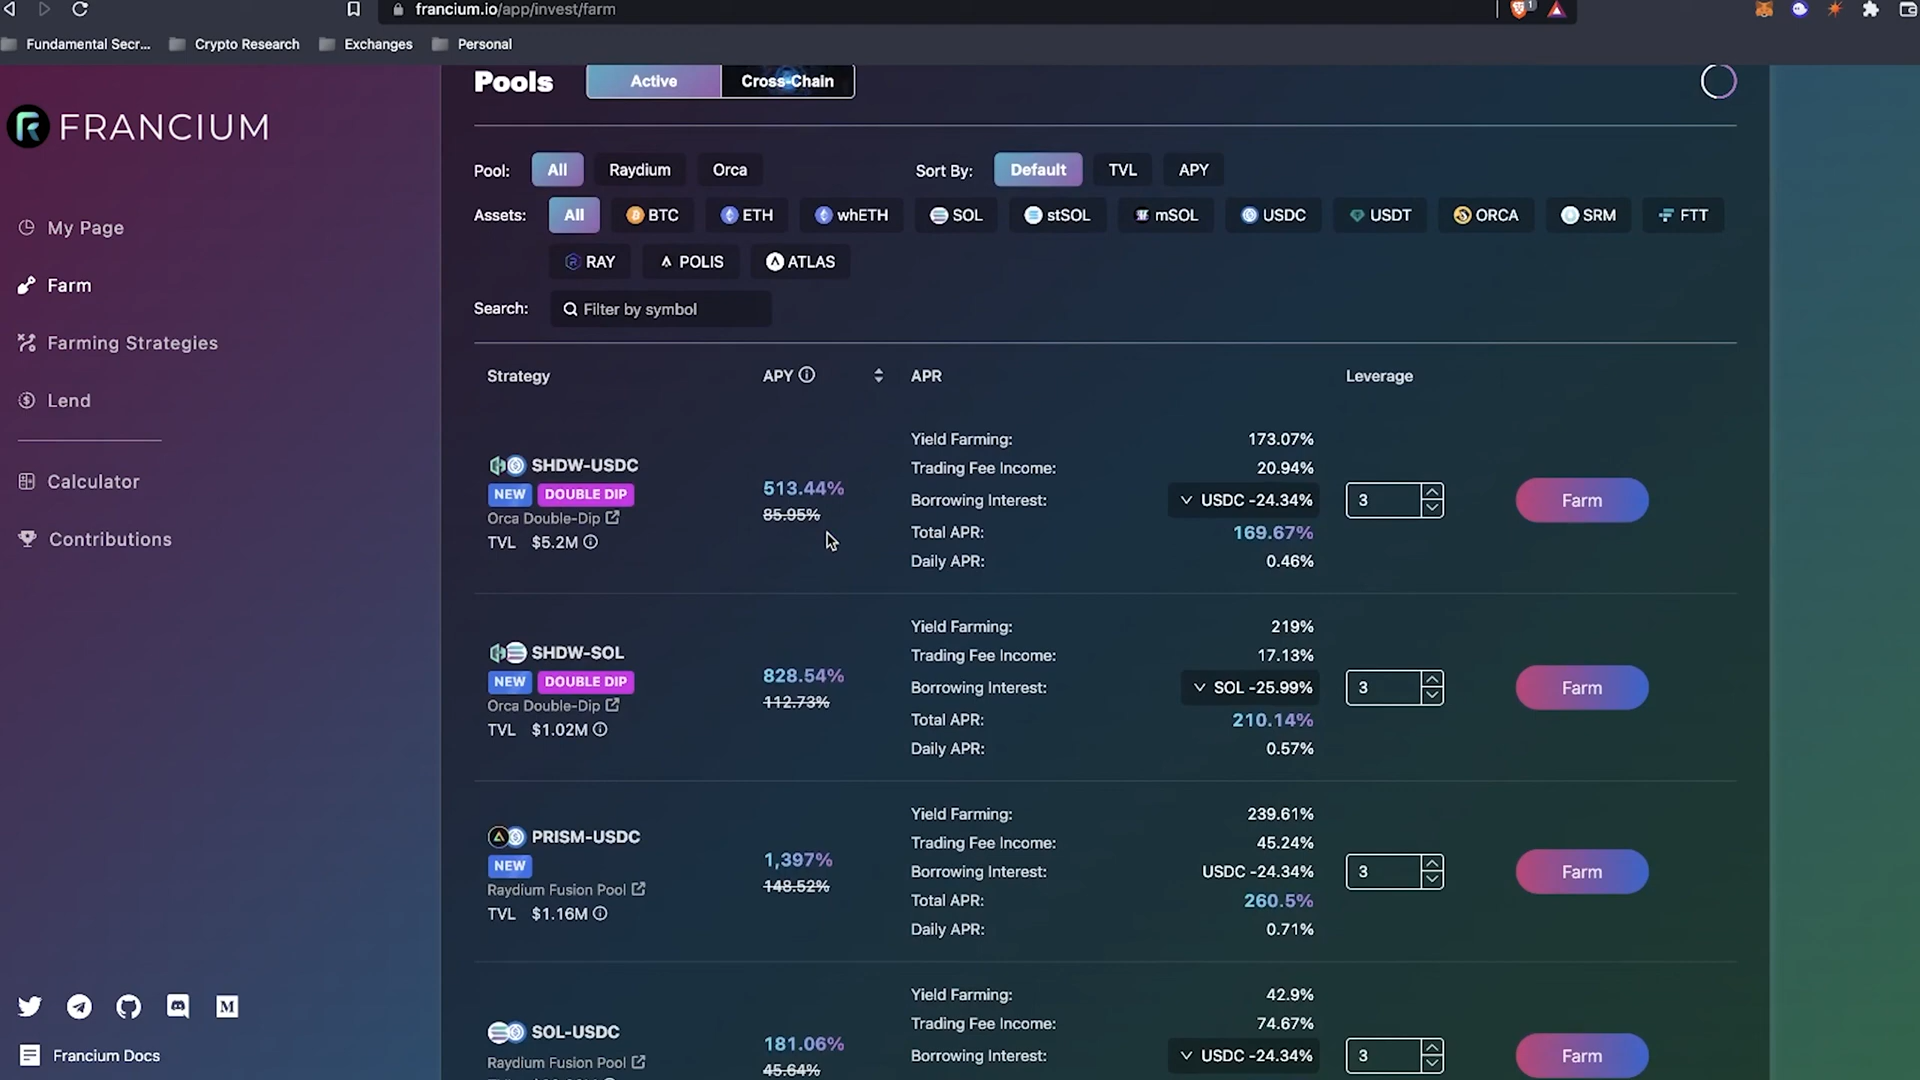 francium.io/app/invest/farm
1
Fundamental Secr...
Crypto Research
Exchanges
Personal
FRANCIUM
My Page
Farm
Farming Strategies
Lend
Calculator
Contributions
Francium Docs
Pools
Active
Cross-Chain
Pool: All Raydium Orca
Sort By: Default TVL APY
Assets: All BTC ETH whETH SOL stSOL mSOL USDC USDT ORCA SRM FTT
RAY POLIS ATLAS
Search: Filter by symbol
Strategy APY APR Leverage
SHDW-USDC
NEW DOUBLE DIP
Orca Double-Dip
TVL $5.2M
513.44%
85.95%
Yield Farming: 173.07%
Trading Fee Income: 20.94%
Borrowing Interest: USDC -24.34%
Total APR: 169.67%
Daily APR: 0.46%
3
Farm
SHDW-SOL
NEW DOUBLE DIP
Orca Double-Dip
TVL $1.02M
828.54%
112.73%
Yield Farming: 219%
Trading Fee Income: 17.13%
Borrowing Interest: SOL -25.99%
Total APR: 210.14%
Daily APR: 0.57%
3
Farm
PRISM-USDC
NEW
Raydium Fusion Pool
TVL $1.16M
1,397%
148.52%
Yield Farming: 239.61%
Trading Fee Income: 45.24%
Borrowing Interest: USDC -24.34%
Total APR: 260.5%
Daily APR: 0.71%
3
Farm
SOL-USDC
Raydium Fusion Pool
181.06%
45.64%
Yield Farming: 42.9%
Trading Fee Income: 74.67%
Borrowing Interest: USDC -24.34%
3
Farm